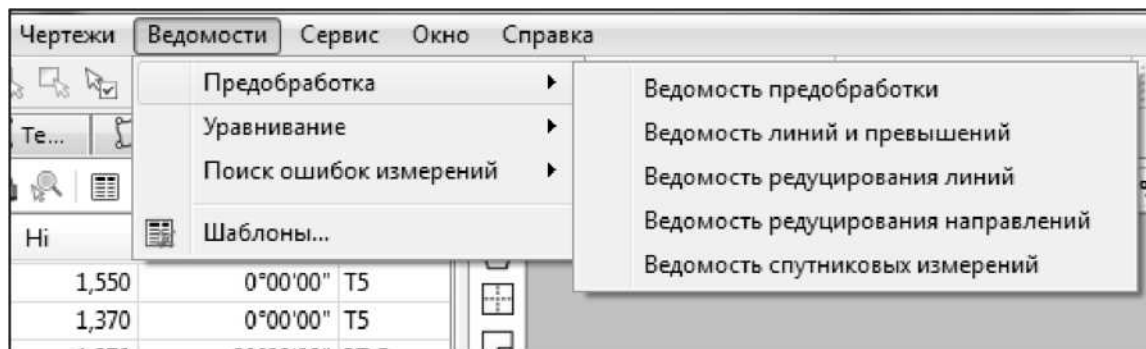 Чертежи Ведомости Сервис Окно Справка
Предобработка
Уравнивание
Поиск ошибок измерений
Шаблоны...
Ведомость предобработки
Ведомость линий и превышений
Ведомость редуцирования линий
Ведомость редуцирования направлений
Ведомость спутниковых измерений
Те...
Hi
1,550 0°00'00" T5
1,370 0°00'00" T5